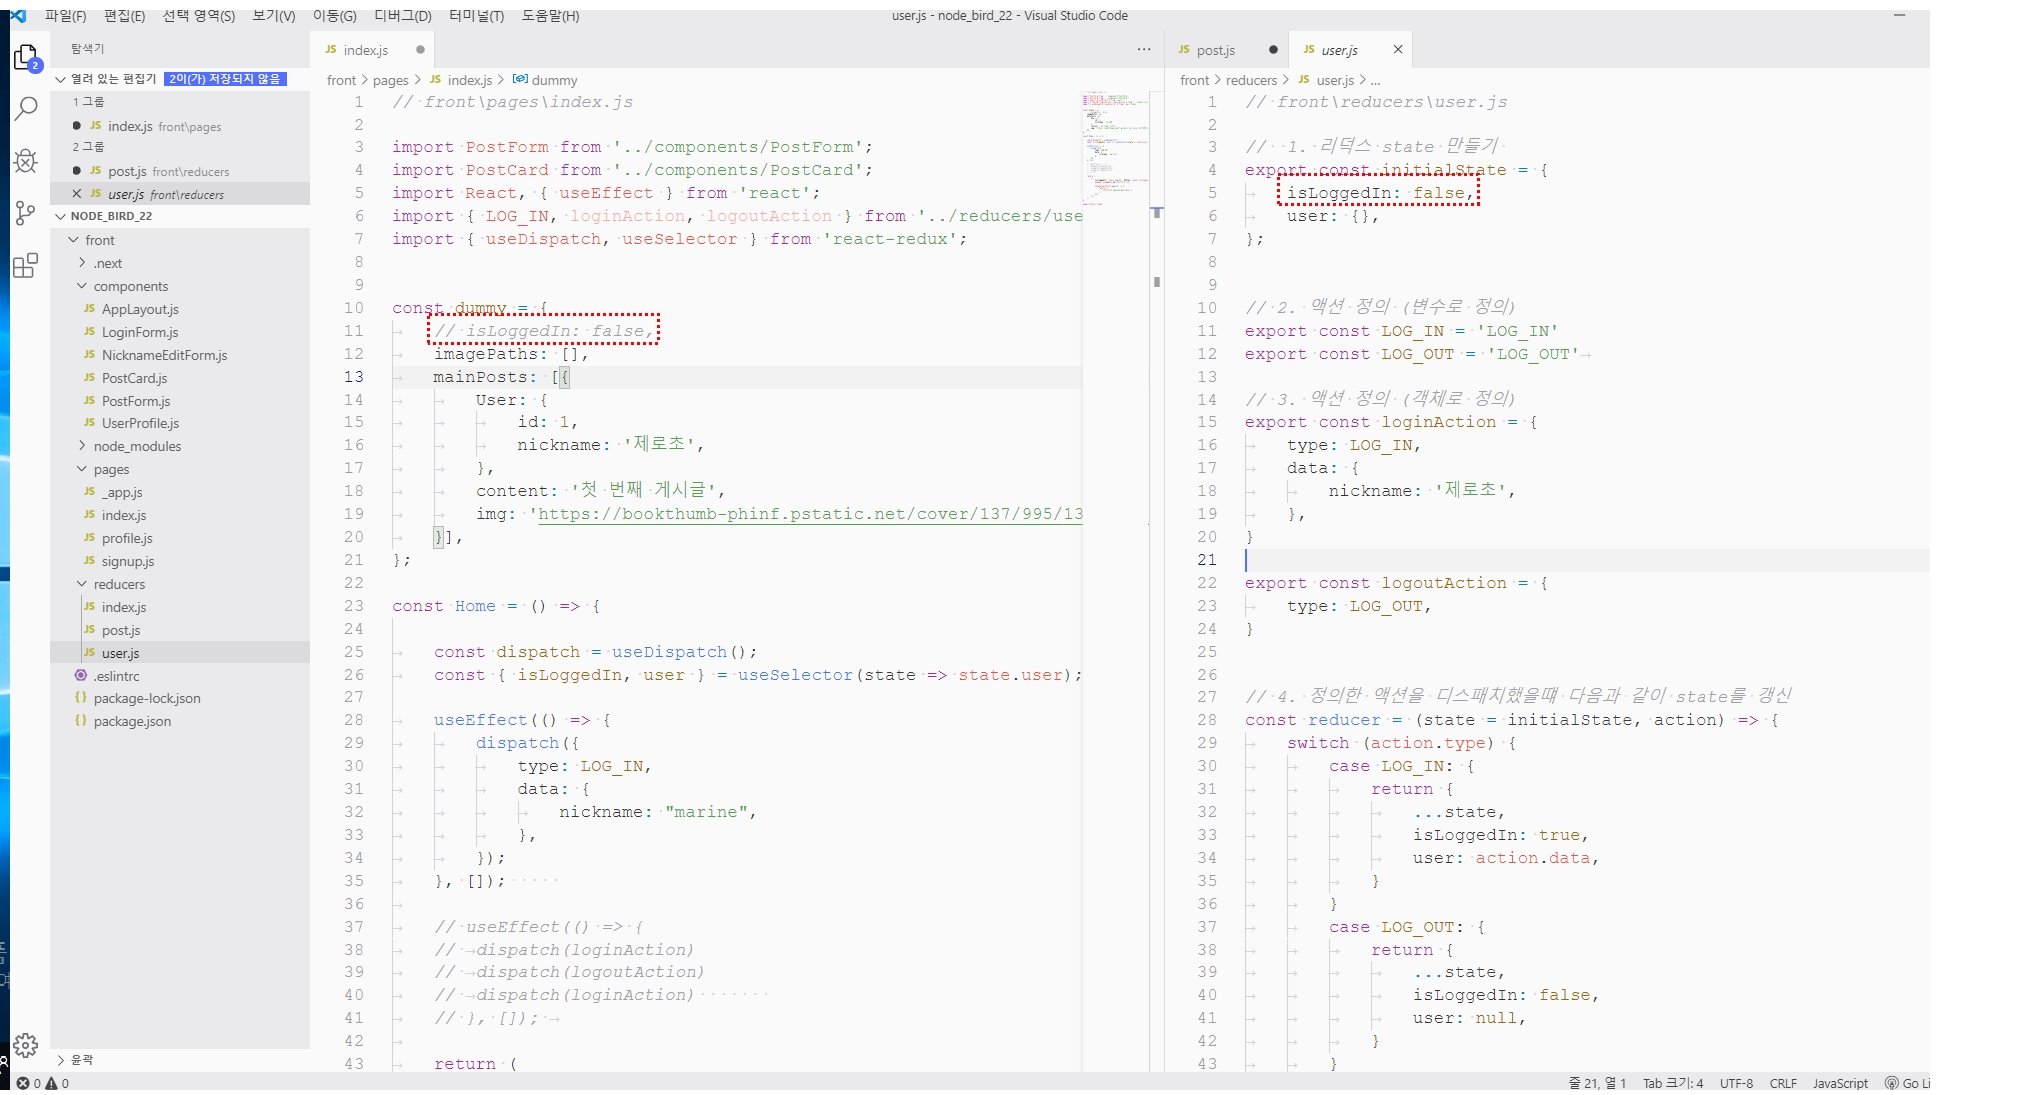 파일(F) 편집(E) 선택 영역(S) 보기(V) 이동(G) 디버그(D) 터미널(T) 도움말(H)
user.js - node_bird_22 - Visual Studio Code
탐색기
열려 있는 편집기 2이(가) 저장되지 않음
1 그룹
index.js front\pages
2 그룹
post.js front\reducers
user.js front\reducers
NODE_BIRD_22
front
.next
components
AppLayout.js
LoginForm.js
NicknameEditForm.js
PostCard.js
PostForm.js
UserProfile.js
node_modules
pages
_app.js
index.js
profile.js
signup.js
reducers
index.js
post.js
user.js
.eslintrc
package-lock.json
package.json
윤곽
2
JS index.js
front > pages > JS index.js > dummy
1 // front\pages\index.js
2
3 import PostForm from '../components/PostForm';
4 import PostCard from '../components/PostCard';
5 import React, { useEffect } from 'react';
6 import { LOG_IN, loginAction, logoutAction } from '../reducers/use
7 import { useDispatch, useSelector } from 'react-redux';
8
9
10 const dummy = {
11 // isLoggedIn: false,
12 imagePaths: [],
13 mainPosts: [{
14 User: {
15 id: 1,
16 nickname: '제로초',
17 },
18 content: '첫 번째 게시글',
19 img: 'https://bookthumb-phinf.pstatic.net/cover/137/995/13
20 }],
21 };
22
23 const Home = () => {
24
25 const dispatch = useDispatch();
26 const { isLoggedIn, user } = useSelector(state => state.user);
27
28 useEffect(() => {
29 dispatch({
30 type: LOG_IN,
31 data: {
32 nickname: "marine",
33 },
34 });
35 }, []);
36
37 // useEffect(() => {
38 // dispatch(loginAction)
39 // dispatch(logoutAction)
40 // dispatch(loginAction)
41 // }, []);
42
43 return (
JS post.js JS user.js
front > reducers > JS user.js > ...
1 // front\reducers\user.js
2
3 // 1. 리덕스 state 만들기
4 export const initialState = {
5 isLoggedIn: false,
6 user: {},
7 };
8
9
10 // 2. 액션 정의 (변수로 정의)
11 export const LOG_IN = 'LOG_IN'
12 export const LOG_OUT = 'LOG_OUT'
13
14 // 3. 액션 정의 (객체로 정의)
15 export const loginAction = {
16 type: LOG_IN,
17 data: {
18 nickname: '제로초',
19 },
20 }
21
22 export const logoutAction = {
23 type: LOG_OUT,
24 }
25
26
27 // 4. 정의한 액션을 디스패치했을떄 다음과 같이 state를 갱신
28 const reducer = (state = initialState, action) => {
29 switch (action.type) {
30 case LOG_IN: {
31 return {
32 ...state,
33 isLoggedIn: true,
34 user: action.data,
35 }
36 }
37 case LOG_OUT: {
38 return {
39 ...state,
40 isLoggedIn: false,
41 user: null,
42 }
43 }
0 0
줄 21, 열 1 Tab 크기: 4 UTF-8 CRLF JavaScript Go Li